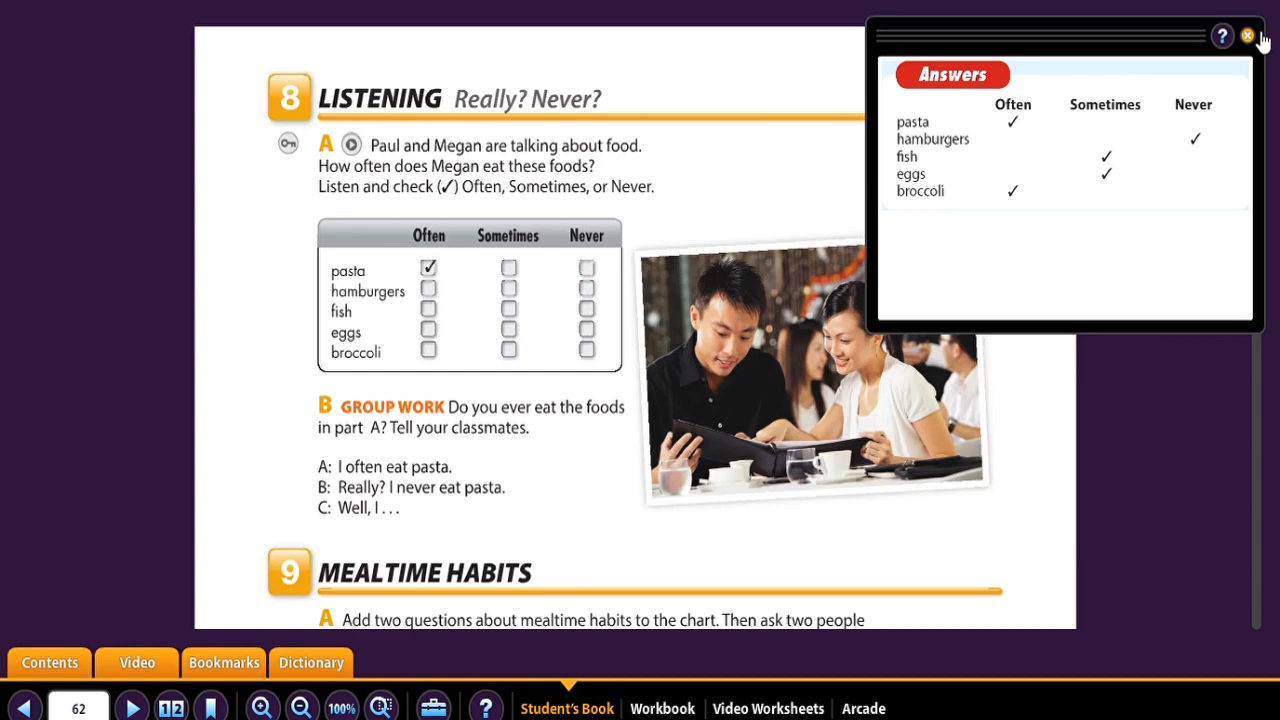 8 LISTENING Really? Never?
A Paul and Megan are talking about food.
How often does Megan eat these foods?
Listen and check (✓) Often, Sometimes, or Never.
Often Sometimes Never
pasta ✓
hamburgers
fish
eggs
broccoli
B GROUP WORK Do you ever eat the foods
in part A? Tell your classmates.
A: I often eat pasta.
B: Really? I never eat pasta.
C: Well, I . . .
9 MEALTIME HABITS
A Add two questions about mealtime habits to the chart. Then ask two people
?
Answers
Often Sometimes Never
pasta ✓
hamburgers ✓
fish ✓
eggs ✓
broccoli ✓
Contents Video Bookmarks Dictionary
62 1 2 100% ? Student's Book Workbook Video Worksheets Arcade